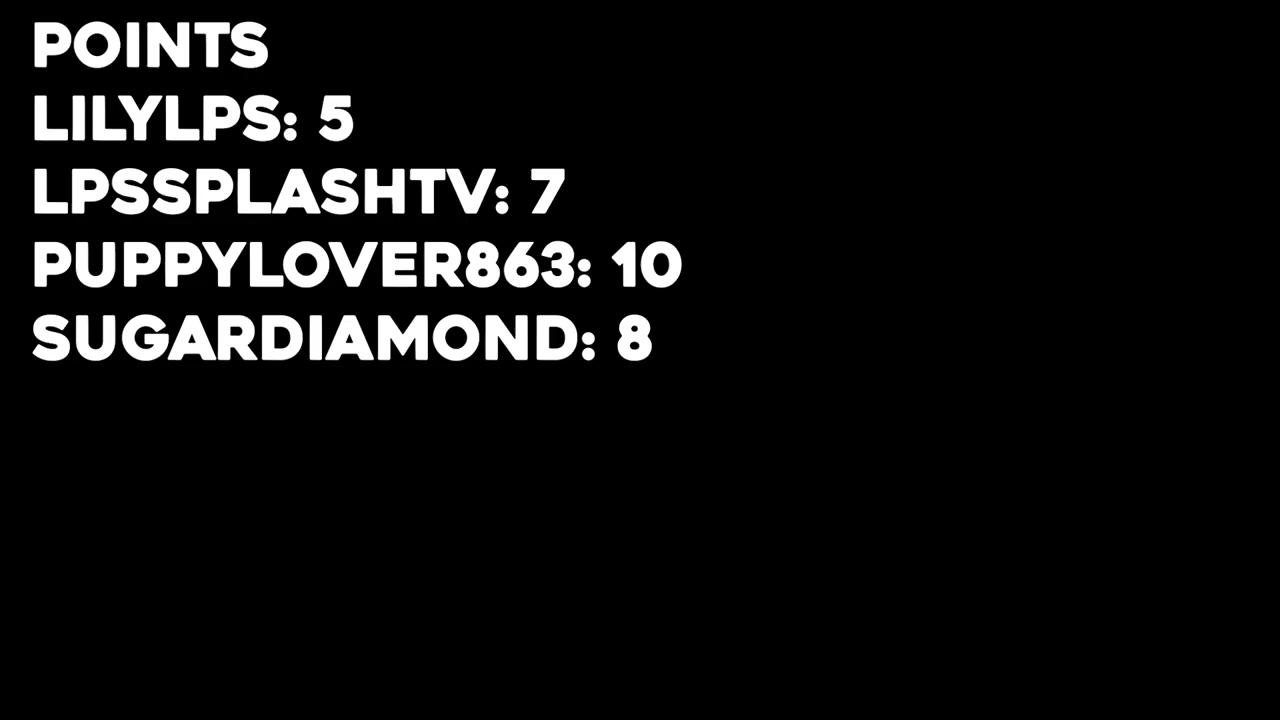 POINTS
LILYLPS: 5
LPSSPLASHTV: 7
PUPPYLOVER863: 10
SUGARDIAMOND: 8